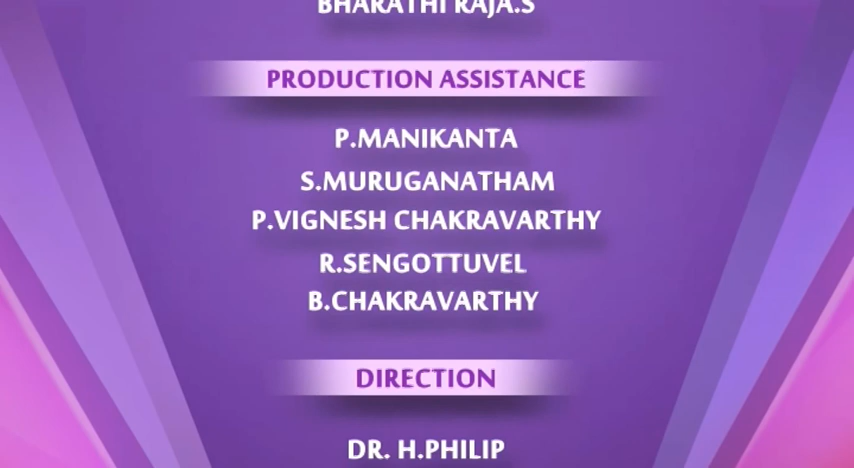 BHARATHI RAJA.S
PRODUCTION ASSISTANCE
P.MANIKANTA
S.MURUGANATHAM
P.VIGNESH CHAKRAVARTHY
R.SENGOTTUVEL
B.CHAKRAVARTHY
DIRECTION
DR. H.PHILIP